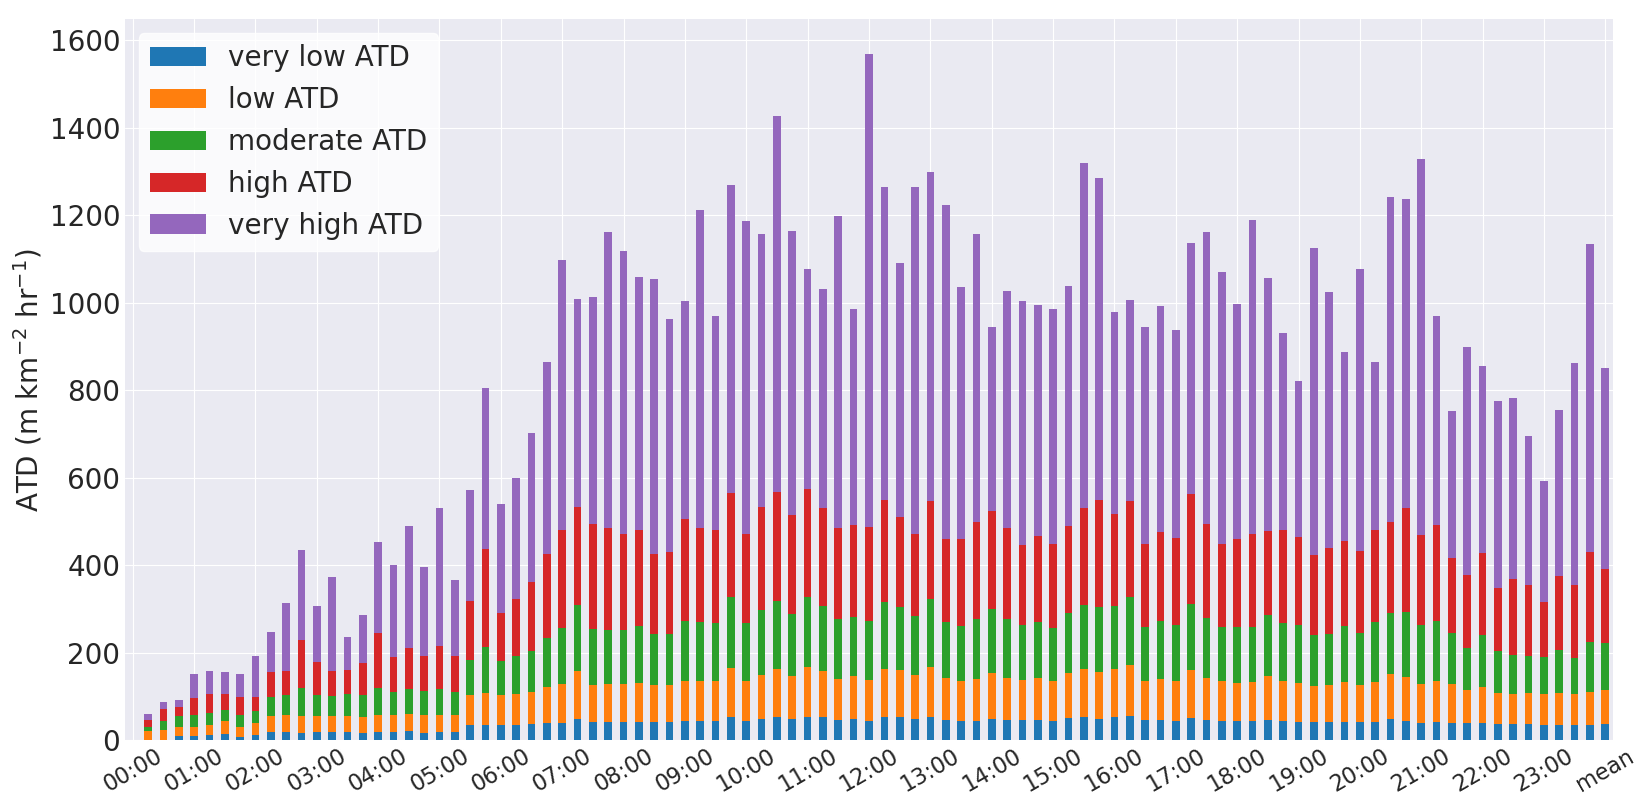 1600
1400
1200
1000
800
600
400
200
0
ATD (m km⁻² hr⁻¹)
very low ATD
low ATD
moderate ATD
high ATD
very high ATD
00:00 01:00 02:00 03:00 04:00 05:00 06:00 07:00 08:00 09:00 10:00 11:00 12:00 13:00 14:00 15:00 16:00 17:00 18:00 19:00 20:00 21:00 22:00 23:00 mean